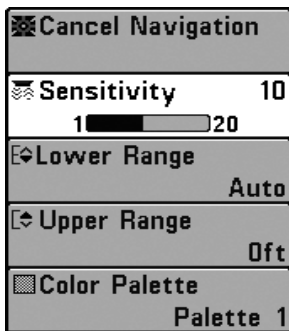 Cancel Navigation
Sensitivity 10
1 20
Lower Range
Auto
Upper Range
0ft
Color Palette
Palette 1